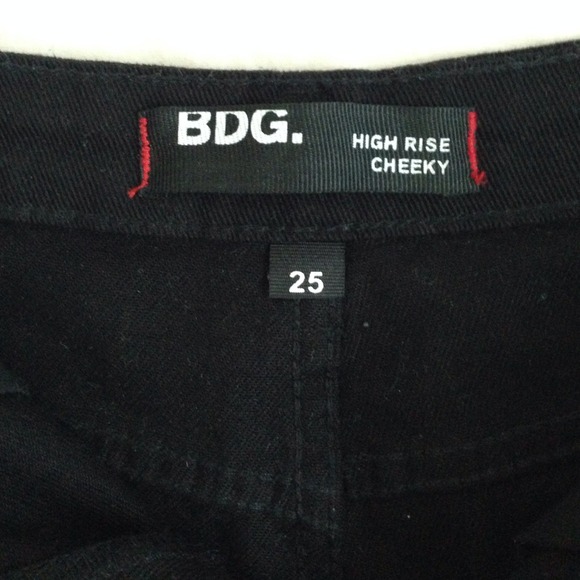 BDG.
HIGH RISE
CHEEKY
25